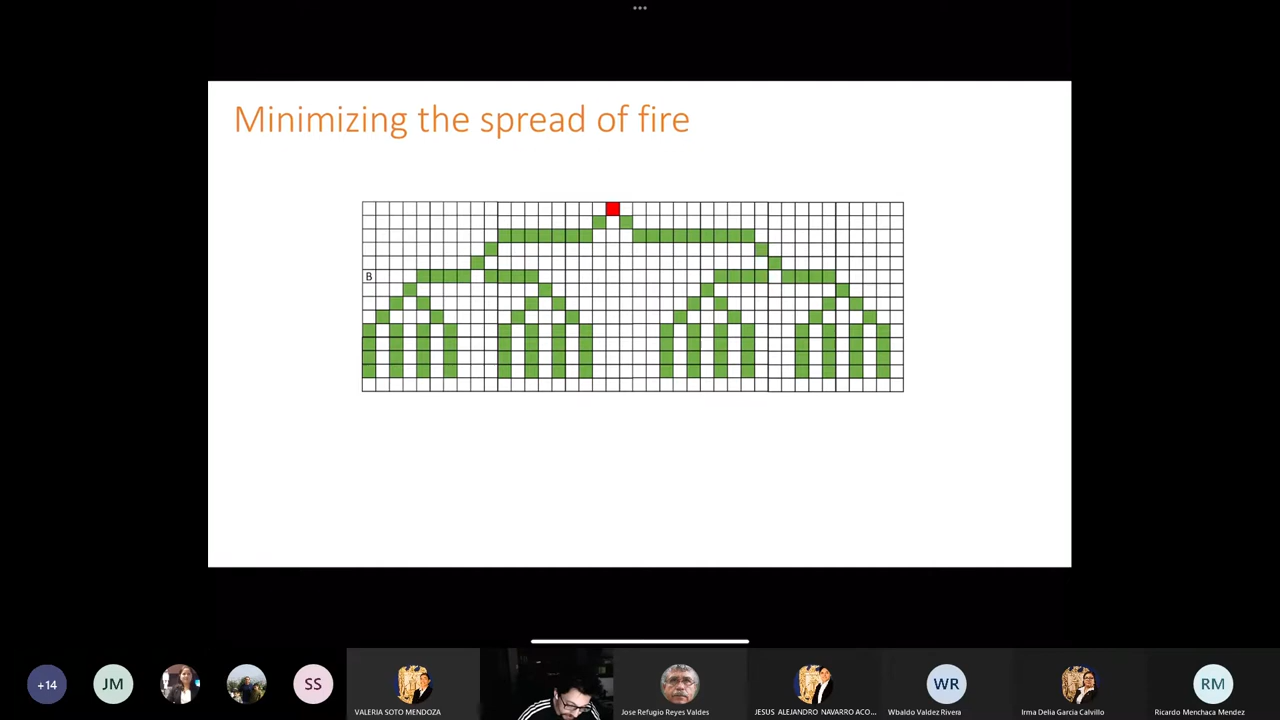 Minimizing the spread of fire
B
+14
JM
SS
VALERIA SOTO MENDOZA
Jose Refugio Reyes Valdes
JESUS ALEJANDRO NAVARRO ACO...
WR
Wbaldo Valdez Rivera
Irma Delia Garcia Calvillo
RM
Ricardo Menchaca Mendez